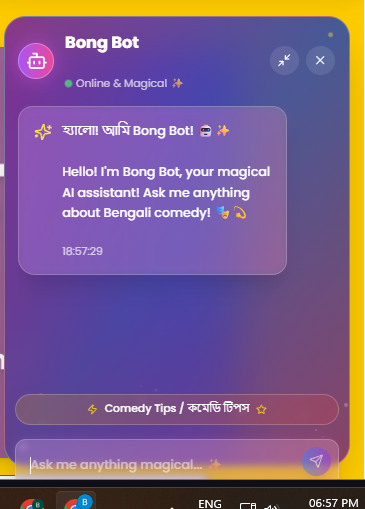 Bong Bot
Online & Magical ✨
হ্যালো! আমি Bong Bot! 🤖 ✨
Hello! I'm Bong Bot, your magical
AI assistant! Ask me anything
about Bengali comedy! 🎭 💫
18:57:29
Comedy Tips / কমেডি টিপস
Ask me anything magical... ✨
B
B
ENG
06:57 PM